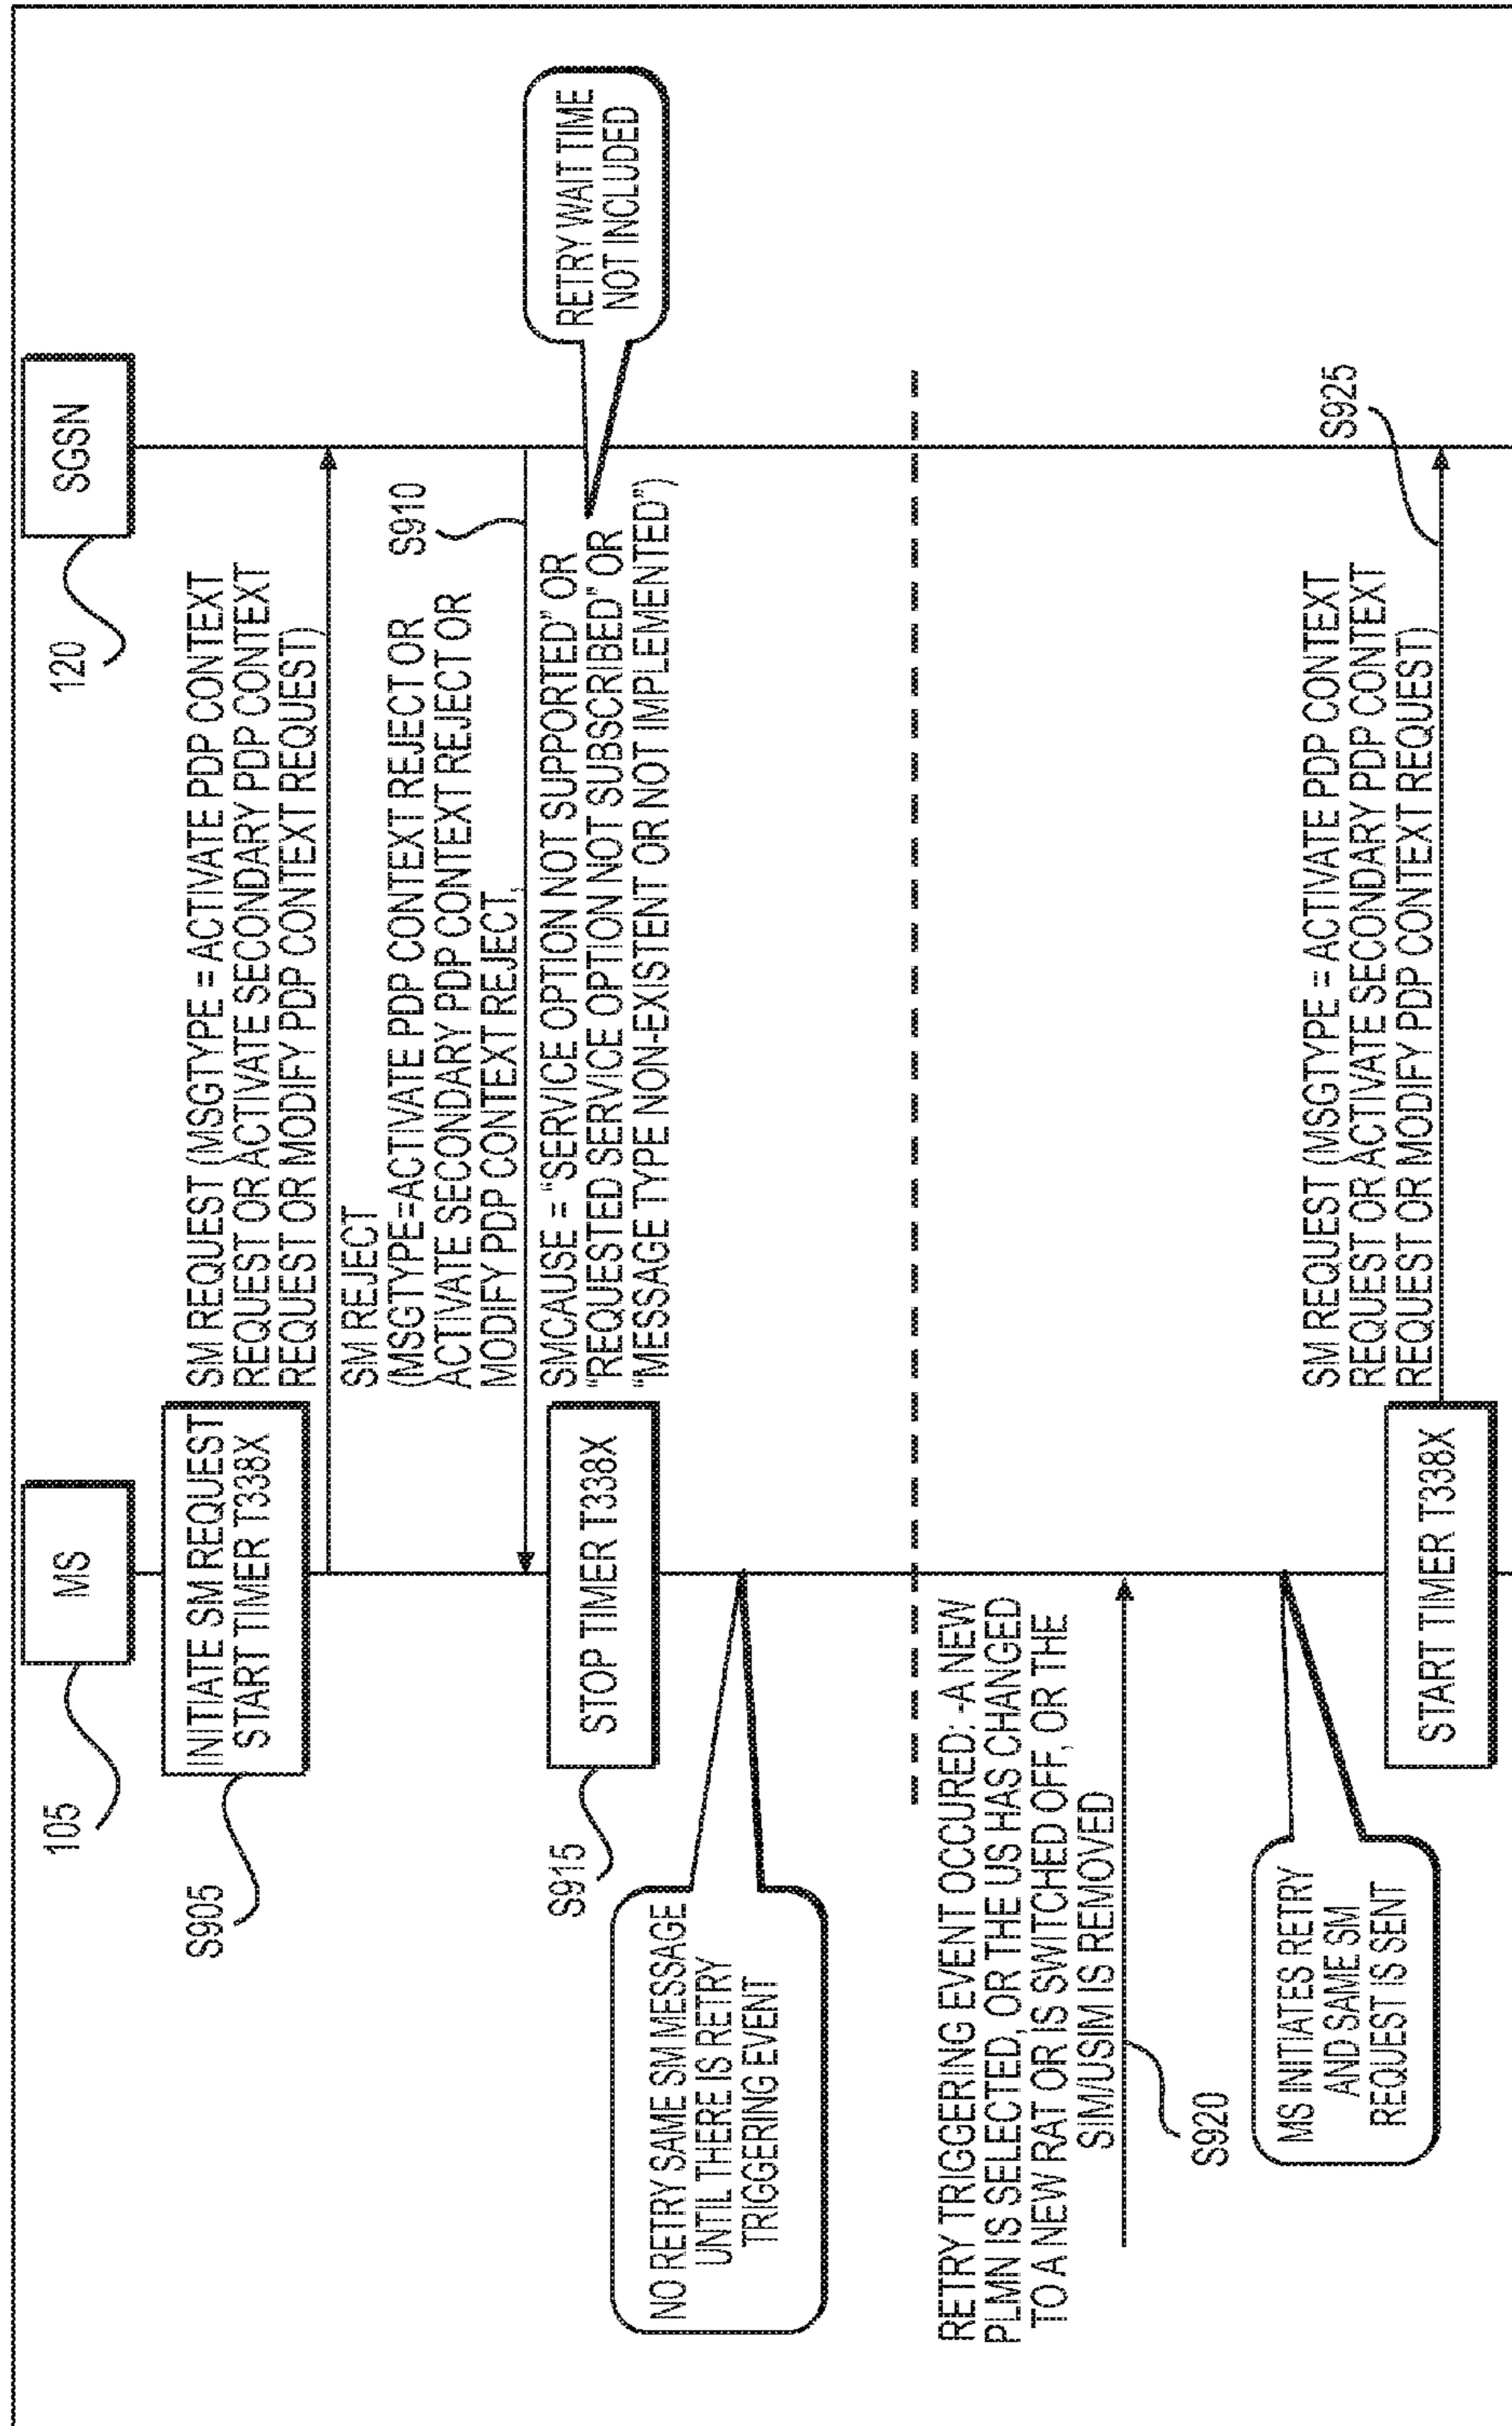 MS
SGSN
105
120
S905
INITIATE SM REQUEST
START TIMER T338X
SM REQUEST (MSGTYPE = ACTIVATE PDP CONTEXT
REQUEST OR ACTIVATE SECONDARY PDP CONTEXT
REQUEST OR MODIFY PDP CONTEXT REQUEST)
SM REJECT
(MSGTYPE=ACTIVATE PDP CONTEXT REJECT OR
ACTIVATE SECONDARY PDP CONTEXT REJECT OR
MODIFY PDP CONTEXT REJECT,
S910
SMCAUSE = "SERVICE OPTION NOT SUPPORTED" OR
"REQUESTED SERVICE OPTION NOT SUBSCRIBED" OR
"MESSAGE TYPE NON-EXISTENT OR NOT IMPLEMENTED")
RETRY WAIT TIME
NOT INCLUDED
S915
STOP TIMER T338X
NO RETRY SAME SM MESSAGE
UNTIL THERE IS RETRY
TRIGGERING EVENT
RETRY TRIGGERING EVENT OCCURED: -A NEW
PLMN IS SELECTED, OR THE US HAS CHANGED
TO A NEW RAT OR IS SWITCHED OFF, OR THE
SIM/USIM IS REMOVED
S920
MS INITIATES RETRY
AND SAME SM
REQUEST IS SENT
SM REQUEST (MSGTYPE = ACTIVATE PDP CONTEXT
REQUEST OR ACTIVATE SECONDARY PDP CONTEXT
REQUEST OR MODIFY PDP CONTEXT REQUEST)
S925
START TIMER T338X